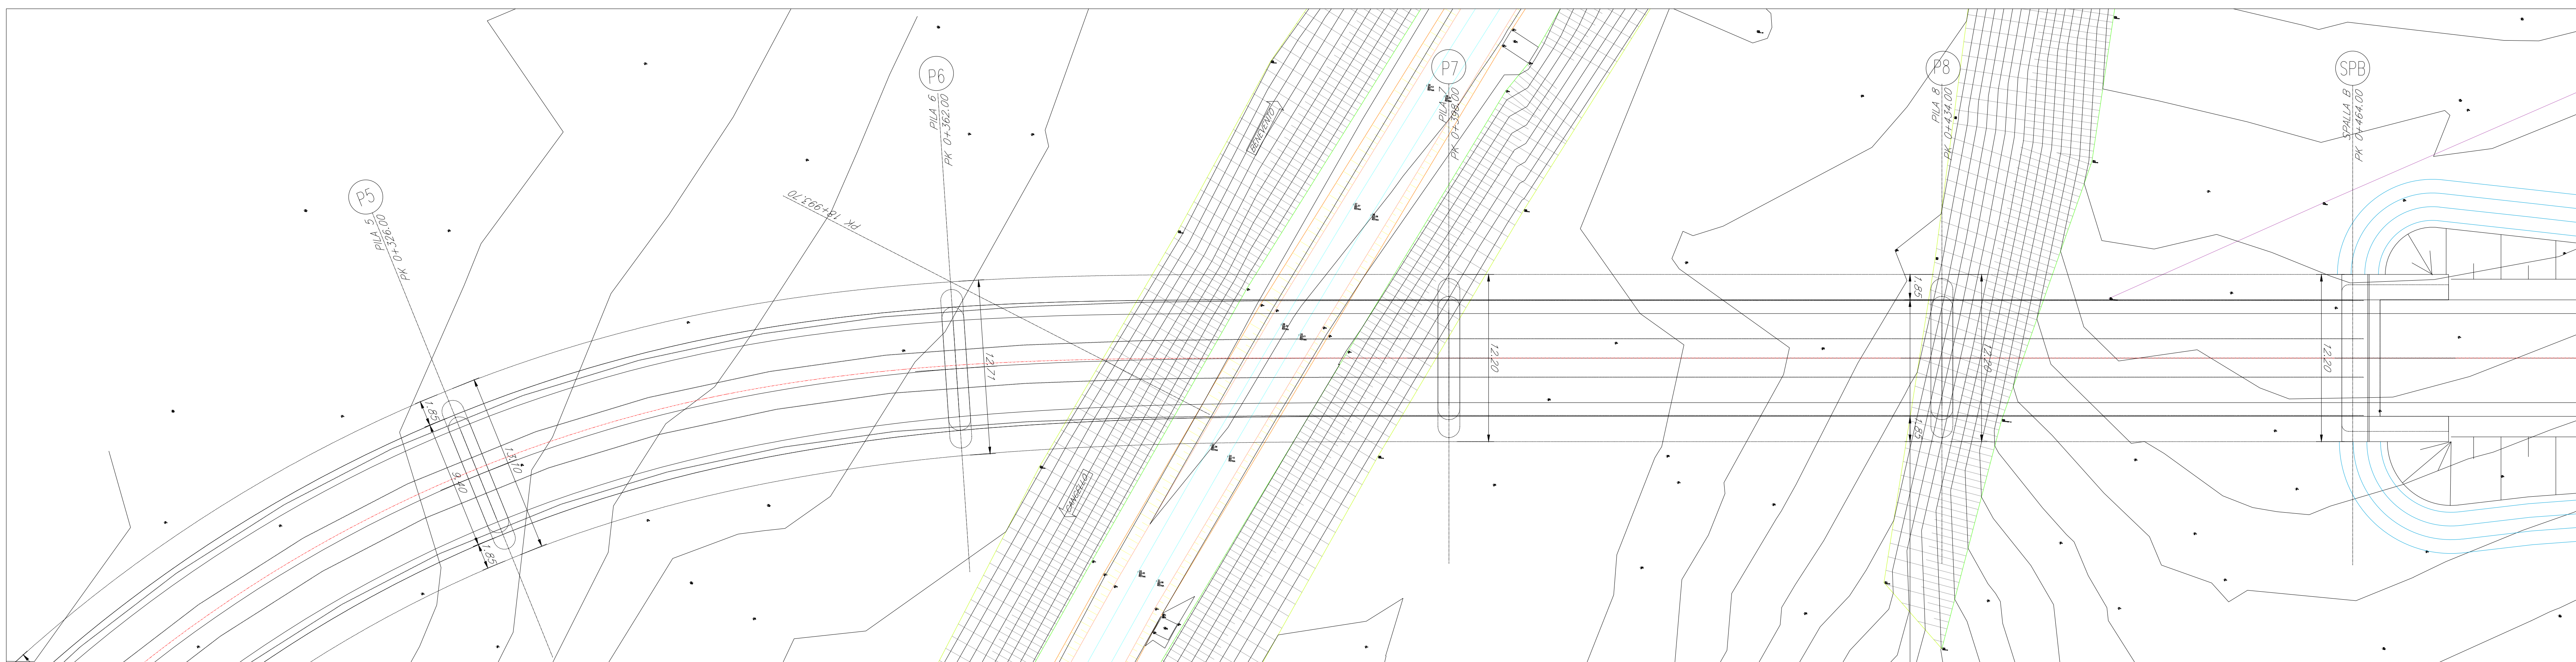 P5
PILA 5
PK 0+326.00
P6
PILA 6
PK 0+362.00
PK 18+993.70
BENEVENTO
CANCELLO
P7
PILA 7
PK 0+398.00
P8
PILA 8
PK 0+434.00
SPB
SPALLA B
PK 0+464.00
1.85
13.10
9.40
1.85
12.71
12.20
1.85
12.20
1.85
12.20